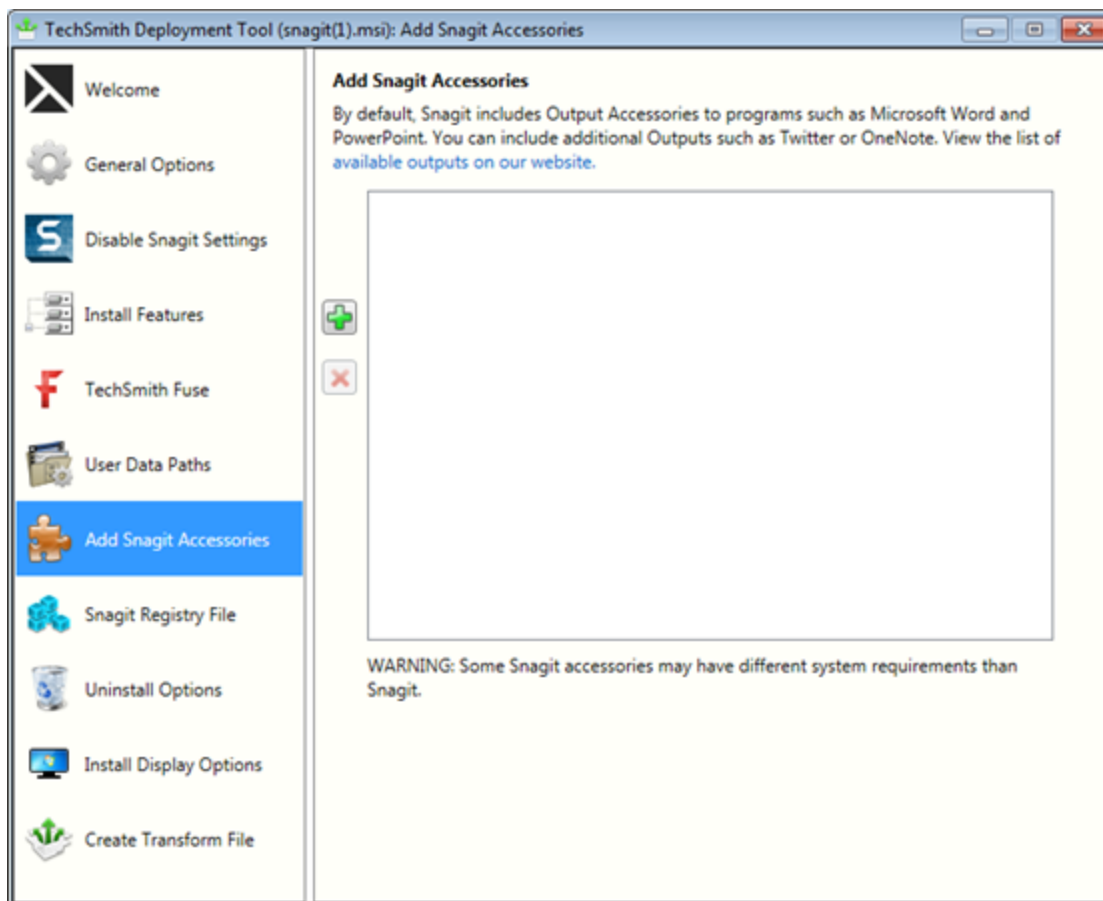 TechSmith Deployment Tool (snagit(1).msi): Add Snagit Accessories
Welcome
General Options
Disable Snagit Settings
Install Features
TechSmith Fuse
User Data Paths
Add Snagit Accessories
Snagit Registry File
Uninstall Options
Install Display Options
Create Transform File
Add Snagit Accessories
By default, Snagit includes Output Accessories to programs such as Microsoft Word and
PowerPoint. You can include additional Outputs such as Twitter or OneNote. View the list of
available outputs on our website.
WARNING: Some Snagit accessories may have different system requirements than
Snagit.